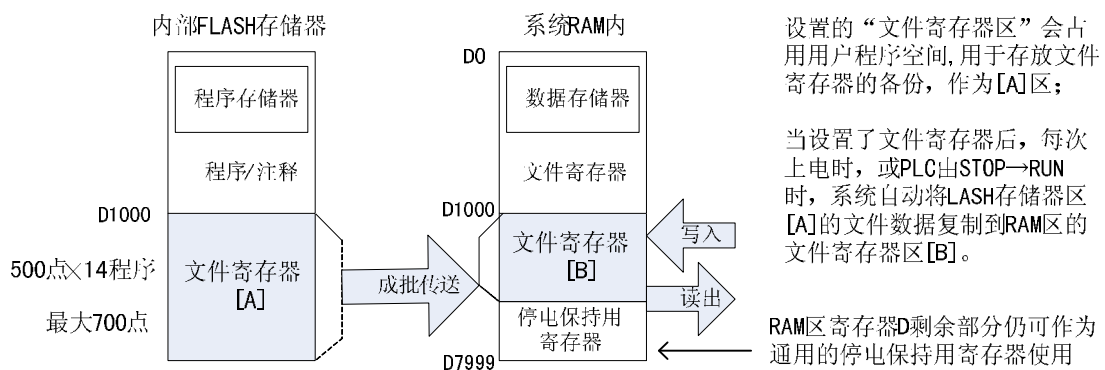 内部FLASH存储器
程序存储器
程序/注释
D1000
文件寄存器
[A]
500点×14程序
最大700点
成批传送
系统RAM内
D0
数据存储器
文件寄存器
D1000
文件寄存器
[B]
停电保持用
寄存器
D7999
写入
读出
设置的“文件寄存器区”会占
用用户程序空间,用于存放文件
寄存器的备份，作为[A]区；
当设置了文件寄存器后，每次
上电时，或PLC由STOP→RUN
时，系统自动将LASH存储器区
[A]的文件数据复制到RAM区的
文件寄存器区[B]。
RAM区寄存器D剩余部分仍可作为
通用的停电保持用寄存器使用